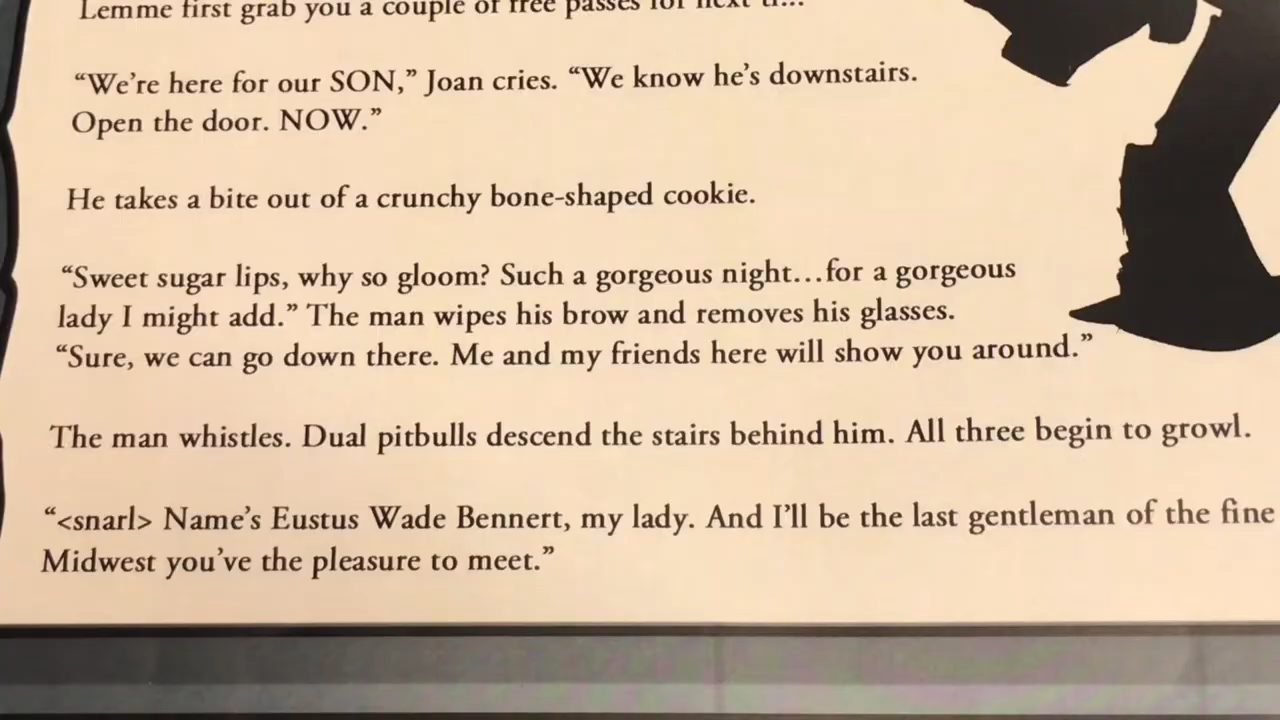 Lemme first grab you a couple of free passes for next ti...
“We’re here for our SON,” Joan cries. “We know he’s downstairs.
Open the door. NOW.”
He takes a bite out of a crunchy bone-shaped cookie.
“Sweet sugar lips, why so gloom? Such a gorgeous night...for a gorgeous
lady I might add.” The man wipes his brow and removes his glasses.
“Sure, we can go down there. Me and my friends here will show you around.”
The man whistles. Dual pitbulls descend the stairs behind him. All three begin to growl.
“<snarl> Name’s Eustus Wade Bennert, my lady. And I’ll be the last gentleman of the fine
Midwest you’ve the pleasure to meet.”